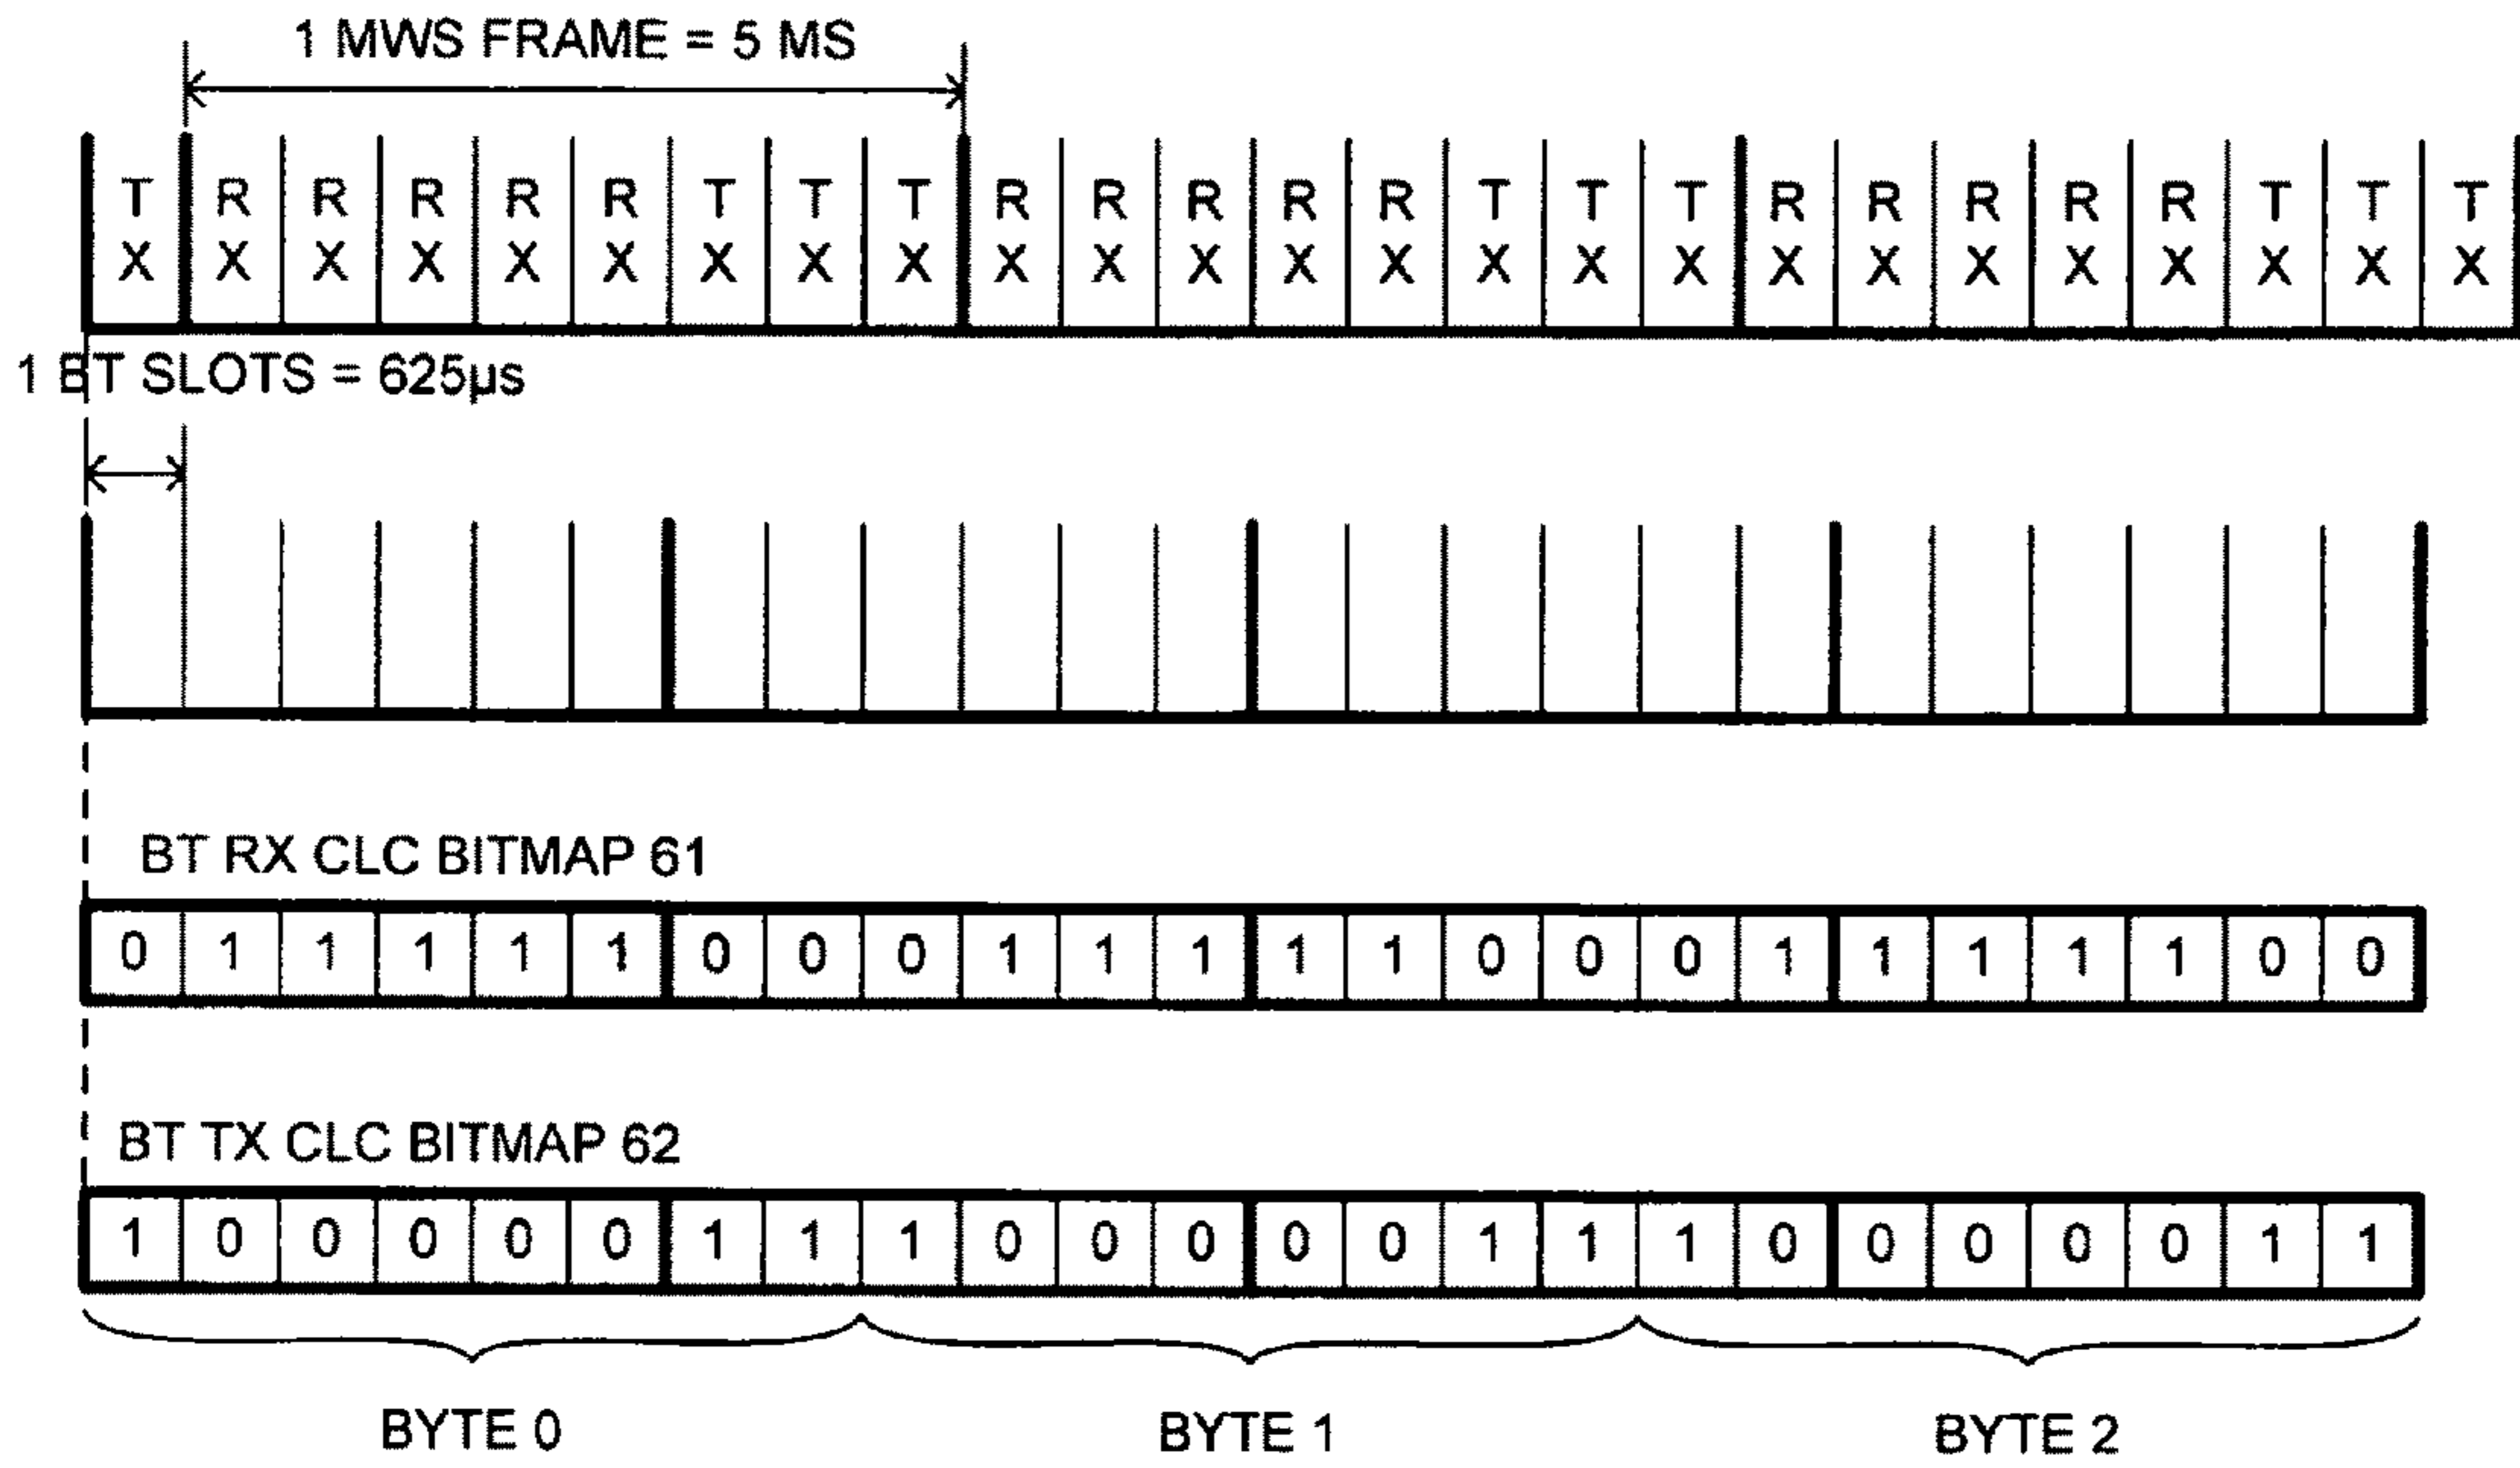 1 MWS FRAME = 5 MS
T R R R R R T T T R R R R R T T T R R R R R T T T
X X X X X X X X X X X X X X X X X X X X X X X X X
1 BT SLOTS = 625µs
BT RX CLC BITMAP 61
0 1 1 1 1 1 0 0 0 1 1 1 1 1 0 0 0 1 1 1 1 1 0 0
BT TX CLC BITMAP 62
1 0 0 0 0 0 1 1 1 0 0 0 0 0 1 1 1 0 0 0 0 0 1 1
BYTE 0 BYTE 1 BYTE 2